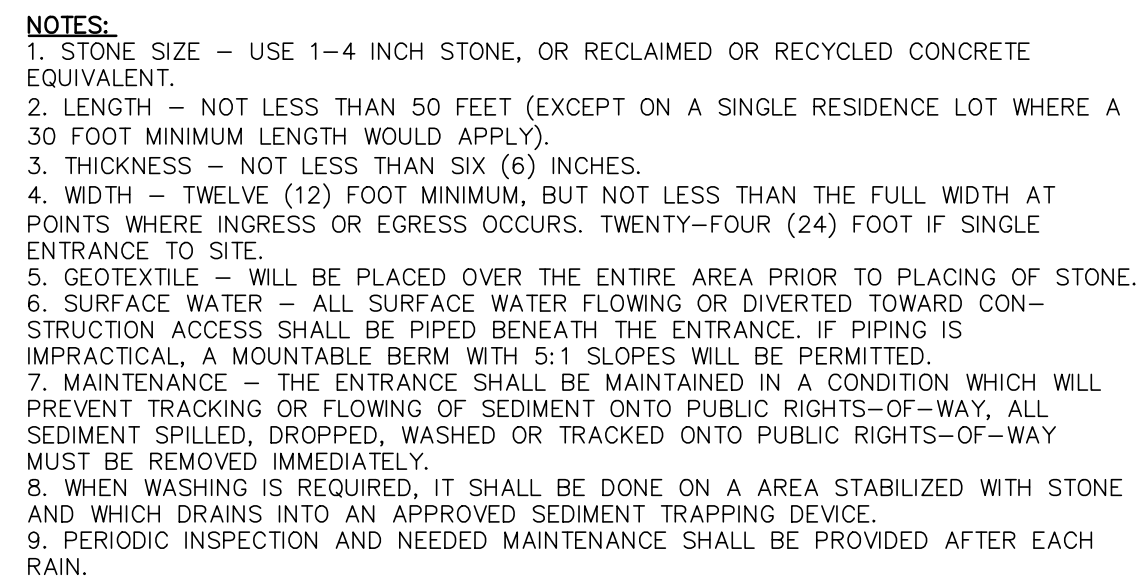 NOTES:
1. STONE SIZE – USE 1–4 INCH STONE, OR RECLAIMED OR RECYCLED CONCRETE
EQUIVALENT.
2. LENGTH – NOT LESS THAN 50 FEET (EXCEPT ON A SINGLE RESIDENCE LOT WHERE A
30 FOOT MINIMUM LENGTH WOULD APPLY).
3. THICKNESS – NOT LESS THAN SIX (6) INCHES.
4. WIDTH – TWELVE (12) FOOT MINIMUM, BUT NOT LESS THAN THE FULL WIDTH AT
POINTS WHERE INGRESS OR EGRESS OCCURS. TWENTY–FOUR (24) FOOT IF SINGLE
ENTRANCE TO SITE.
5. GEOTEXTILE – WILL BE PLACED OVER THE ENTIRE AREA PRIOR TO PLACING OF STONE.
6. SURFACE WATER – ALL SURFACE WATER FLOWING OR DIVERTED TOWARD CON–
STRUCTION ACCESS SHALL BE PIPED BENEATH THE ENTRANCE. IF PIPING IS
IMPRACTICAL, A MOUNTABLE BERM WITH 5:1 SLOPES WILL BE PERMITTED.
7. MAINTENANCE – THE ENTRANCE SHALL BE MAINTAINED IN A CONDITION WHICH WILL
PREVENT TRACKING OR FLOWING OF SEDIMENT ONTO PUBLIC RIGHTS–OF–WAY, ALL
SEDIMENT SPILLED, DROPPED, WASHED OR TRACKED ONTO PUBLIC RIGHTS–OF–WAY
MUST BE REMOVED IMMEDIATELY.
8. WHEN WASHING IS REQUIRED, IT SHALL BE DONE ON A AREA STABILIZED WITH STONE
AND WHICH DRAINS INTO AN APPROVED SEDIMENT TRAPPING DEVICE.
9. PERIODIC INSPECTION AND NEEDED MAINTENANCE SHALL BE PROVIDED AFTER EACH
RAIN.